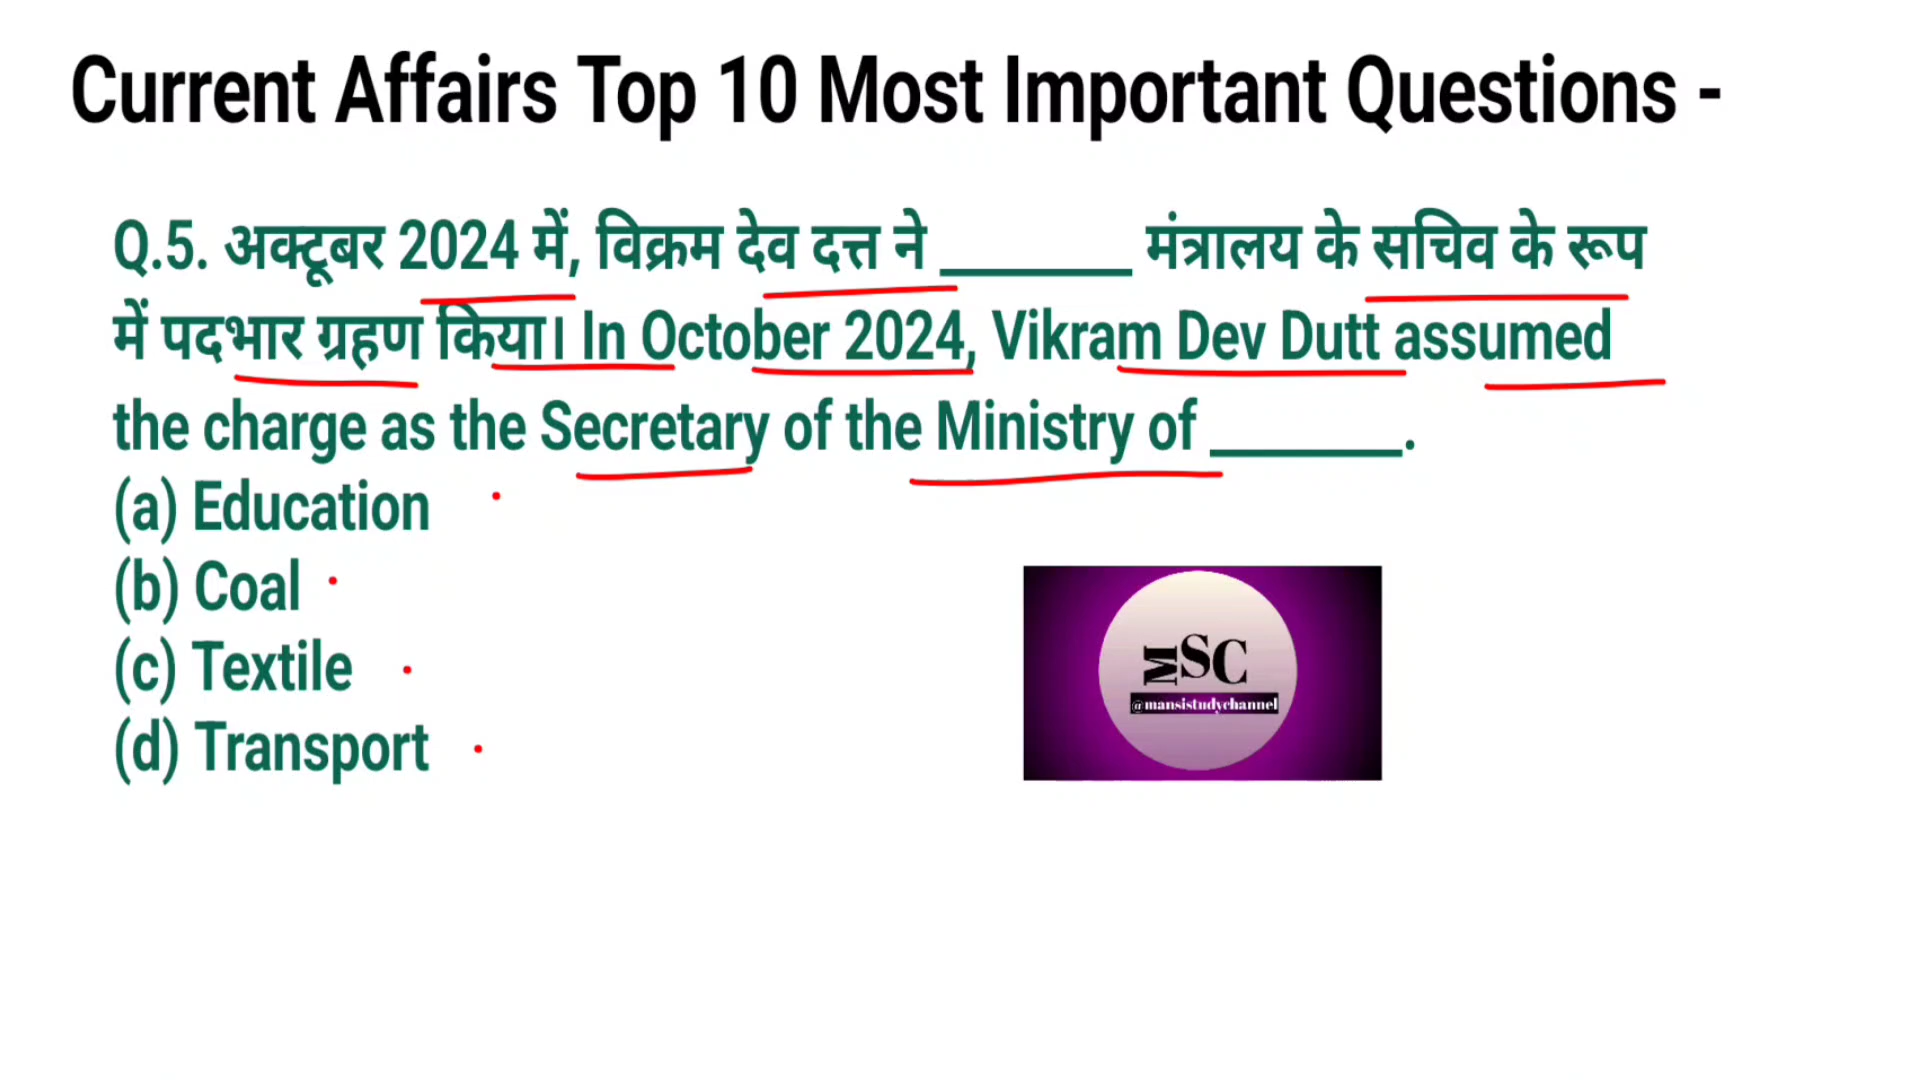 Current Affairs Top 10 Most Important Questions -
Q.5. अक्टूबर 2024 में, विक्रम देव दत्त ने ________ मंत्रालय के सचिव के रूप
में पदभार ग्रहण किया। In October 2024, Vikram Dev Dutt assumed
the charge as the Secretary of the Ministry of ________.
(a) Education
(b) Coal
(c) Textile
(d) Transport
MSC
@mansistudychannel